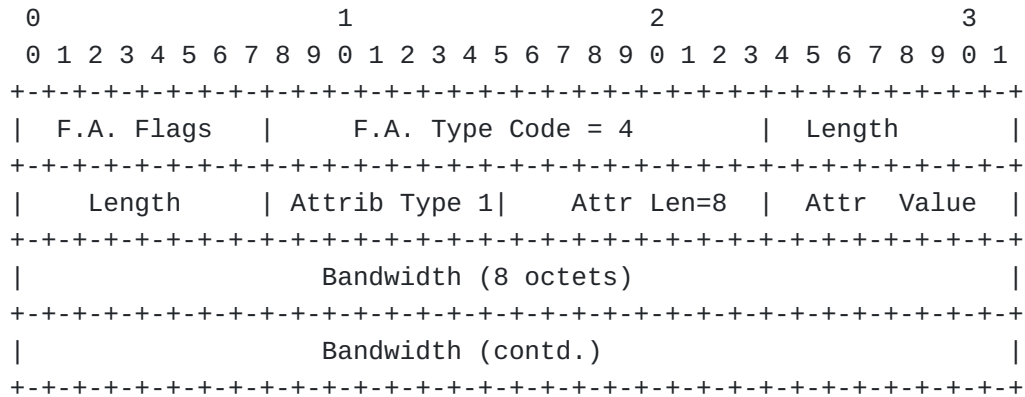 0                   1                   2                   3
 0 1 2 3 4 5 6 7 8 9 0 1 2 3 4 5 6 7 8 9 0 1 2 3 4 5 6 7 8 9 0 1
+-+-+-+-+-+-+-+-+-+-+-+-+-+-+-+-+-+-+-+-+-+-+-+-+-+-+-+-+-+-+-+-+
|  F.A. Flags   |     F.A. Type Code = 4        |  Length       |
+-+-+-+-+-+-+-+-+-+-+-+-+-+-+-+-+-+-+-+-+-+-+-+-+-+-+-+-+-+-+-+-+
|    Length     | Attrib Type 1|    Attr Len=8  |  Attr  Value  |
+-+-+-+-+-+-+-+-+-+-+-+-+-+-+-+-+-+-+-+-+-+-+-+-+-+-+-+-+-+-+-+-+
|                   Bandwidth (8 octets)                        |
+-+-+-+-+-+-+-+-+-+-+-+-+-+-+-+-+-+-+-+-+-+-+-+-+-+-+-+-+-+-+-+-+
|                   Bandwidth (contd.)                          |
+-+-+-+-+-+-+-+-+-+-+-+-+-+-+-+-+-+-+-+-+-+-+-+-+-+-+-+-+-+-+-+-+